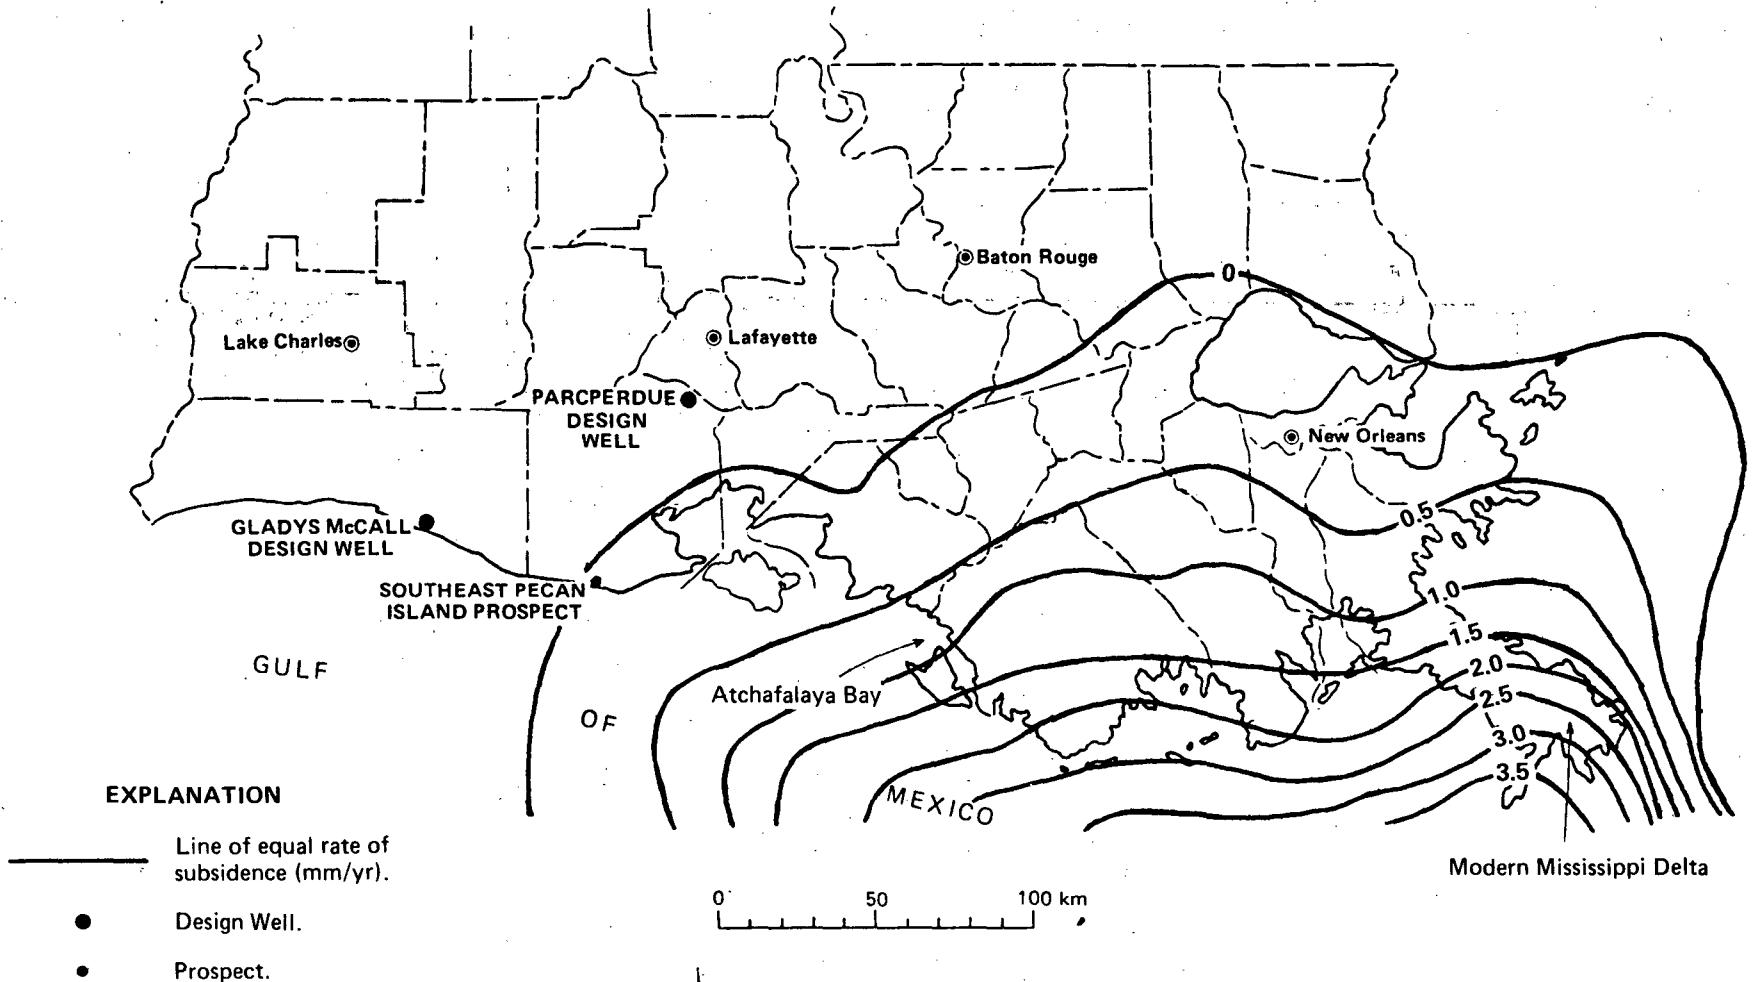 0
Baton Rouge
Lake Charles
Lafayette
PARCPERDUE
DESIGN
WELL
New Orleans
0.5
GLADYS McCALL
DESIGN WELL
SOUTHEAST PECAN
ISLAND PROSPECT
1.0
1.5
2.0
2.5
3.0
3.5
GULF
OF
MEXICO
Atchafalaya Bay
Modern Mississippi Delta
EXPLANATION
Line of equal rate of
subsidence (mm/yr).
Design Well.
Prospect.
0 50 100 km